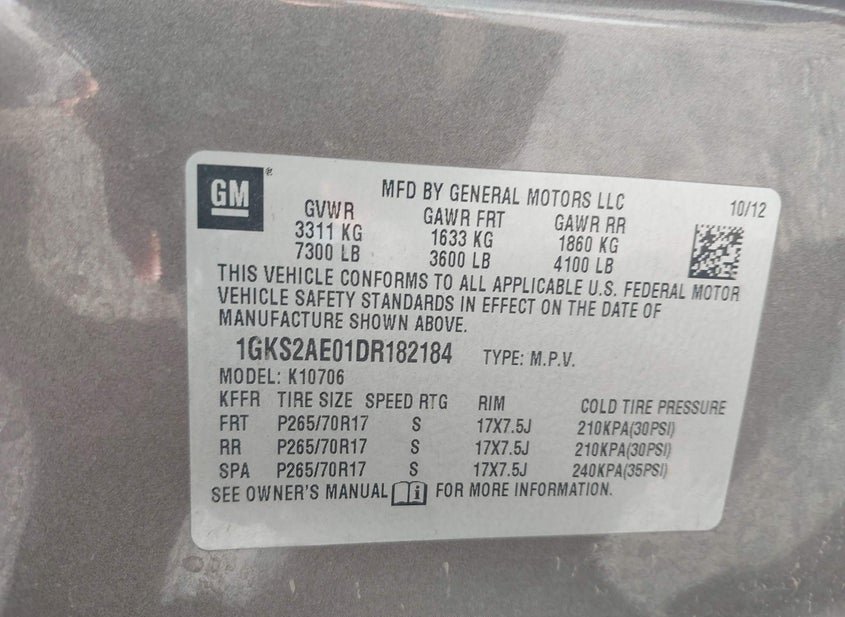 GM
MFD BY GENERAL MOTORS LLC
10/12
GVWR GAWR FRT GAWR RR
3311 KG 1633 KG 1860 KG
7300 LB 3600 LB 4100 LB
THIS VEHICLE CONFORMS TO ALL APPLICABLE U.S. FEDERAL MOTOR
VEHICLE SAFETY STANDARDS IN EFFECT ON THE DATE OF
MANUFACTURE SHOWN ABOVE.
1GKS2AE01DR182184 TYPE: M.P.V.
MODEL: K10706
KFFR TIRE SIZE SPEED RTG RIM COLD TIRE PRESSURE
FRT P265/70R17 S 17X7.5J 210KPA(30PSI)
RR P265/70R17 S 17X7.5J 210KPA(30PSI)
SPA P265/70R17 S 17X7.5J 240KPA(35PSI)
SEE OWNER'S MANUAL i FOR MORE INFORMATION.